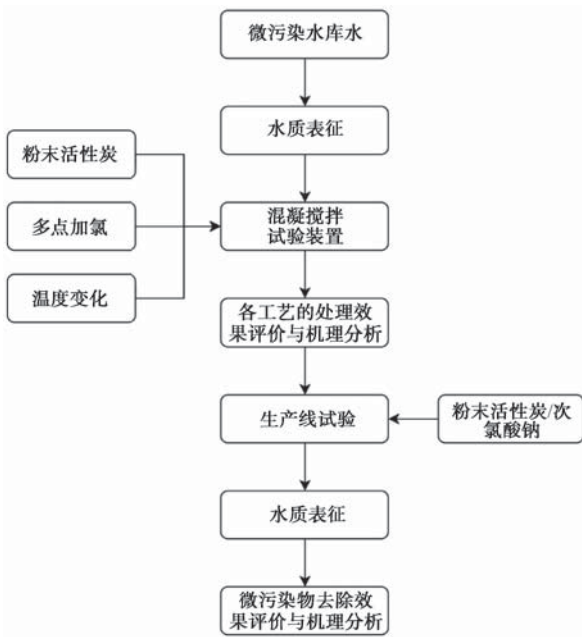 微污染水库水
水质表征
粉末活性炭
多点加氯
温度变化
混凝搅拌
试验装置
各工艺的处理效
果评价与机理分析
生产线试验
粉末活性炭/次
氯酸钠
水质表征
微污染物去除效
果评价与机理分析